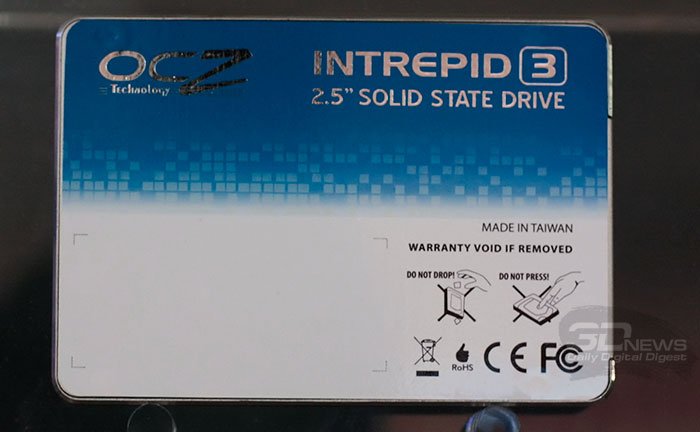 OCZ
Technology
INTREPID 3
2.5" SOLID STATE DRIVE
MADE IN TAIWAN
WARRANTY VOID IF REMOVED
DO NOT DROP!
DO NOT PRESS!
RoHS
CE FC
3DNEWS
Daily Digital Digest